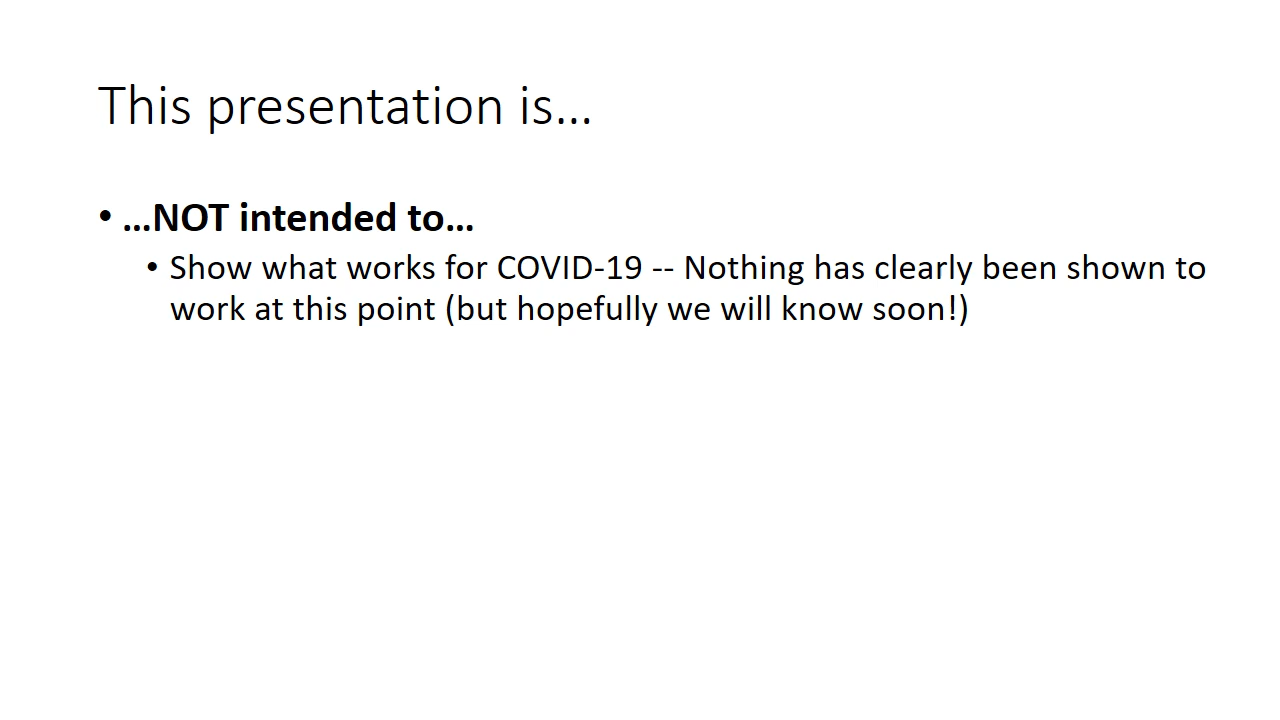 This presentation is…
• …NOT intended to…
• Show what works for COVID-19 -- Nothing has clearly been shown to
work at this point (but hopefully we will know soon!)